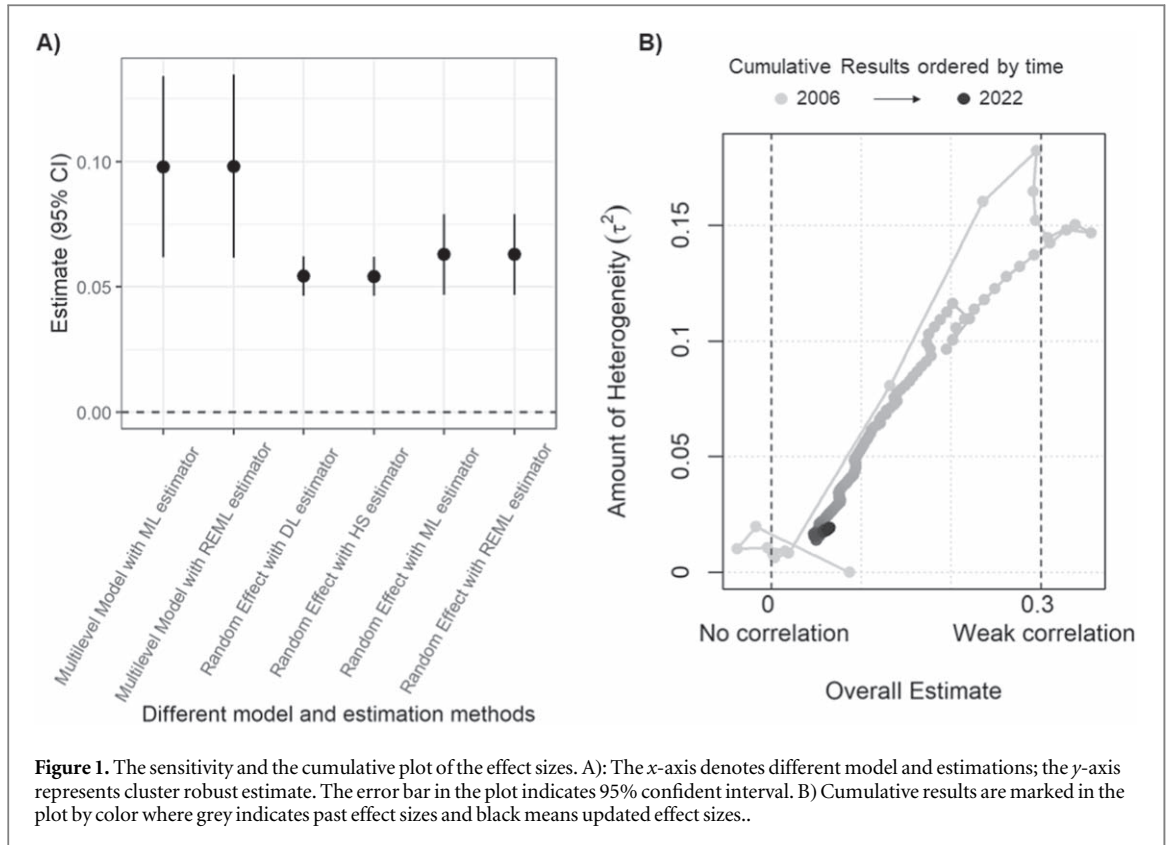 A)
Estimate (95% CI)
0.10
0.05
0.00
Multilevel Model with ML estimator
Multilevel Model with REML estimator
Random Effect with DL estimator
Random Effect with HS estimator
Random Effect with ML estimator
Random Effect with REML estimator
Different model and estimation methods
B)
Cumulative Results ordered by time
2006 → 2022
Amount of Heterogeneity (τ²)
0.15
0.1
0.05
0
0 0.3
No correlation Weak correlation
Overall Estimate
Figure 1. The sensitivity and the cumulative plot of the effect sizes. A): The x-axis denotes different model and estimations; the y-axis
represents cluster robust estimate. The error bar in the plot indicates 95% confident interval. B) Cumulative results are marked in the
plot by color where grey indicates past effect sizes and black means updated effect sizes..